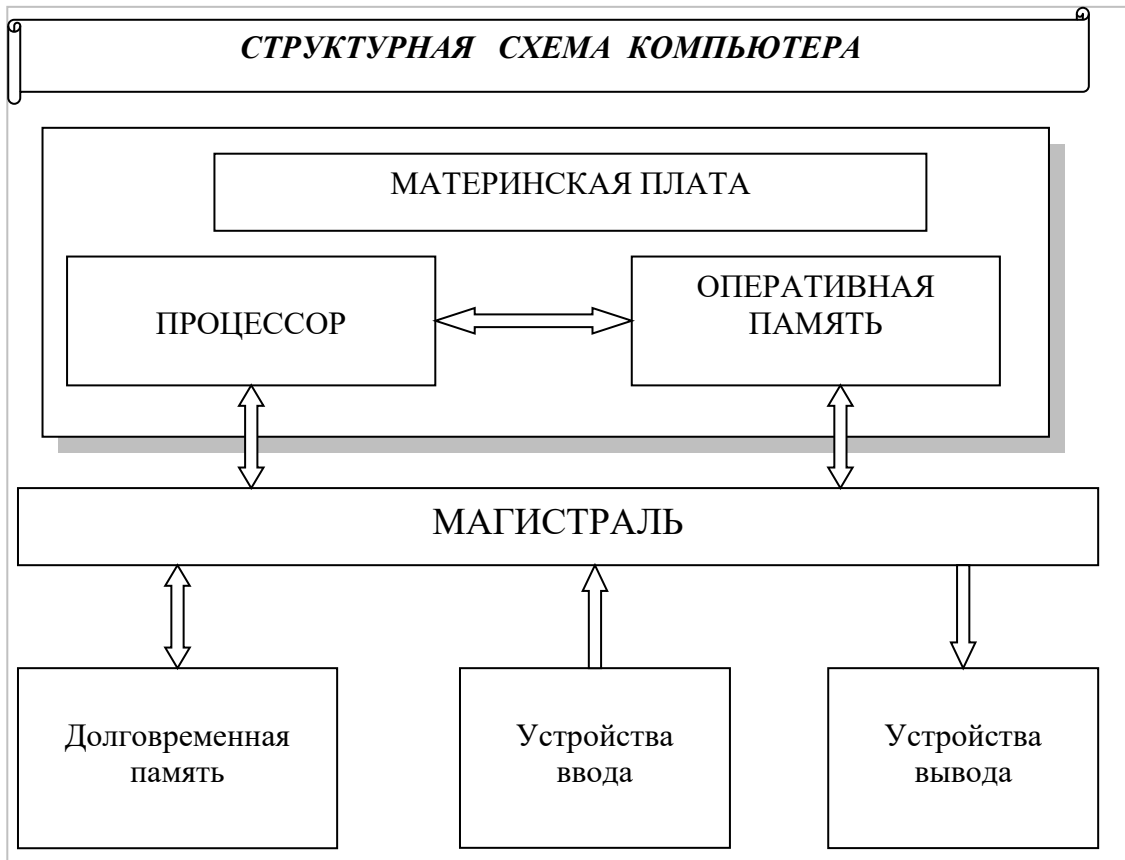 СТРУКТУРНАЯ СХЕМА КОМПЬЮТЕРА
МАТЕРИНСКАЯ ПЛАТА
ПРОЦЕССОР
ОПЕРАТИВНАЯ
ПАМЯТЬ
МАГИСТРАЛЬ
Долговременная
память
Устройства
ввода
Устройства
вывода